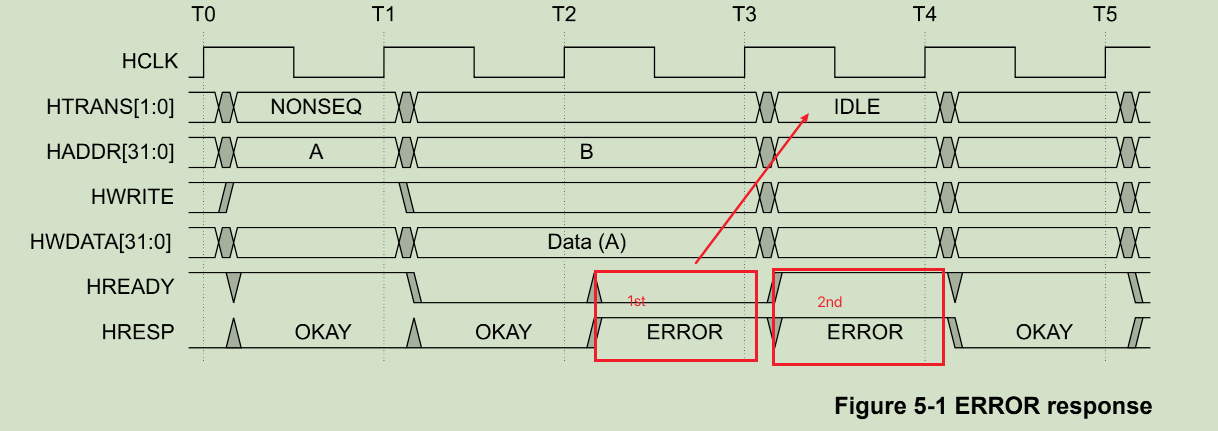 T0 T1 T2 T3 T4 T5
HCLK
HTRANS[1:0] NONSEQ IDLE
HADDR[31:0] A B
HWRITE
HWDATA[31:0] Data (A)
HREADY 1st 2nd
HRESP OKAY OKAY ERROR ERROR OKAY
Figure 5-1 ERROR response